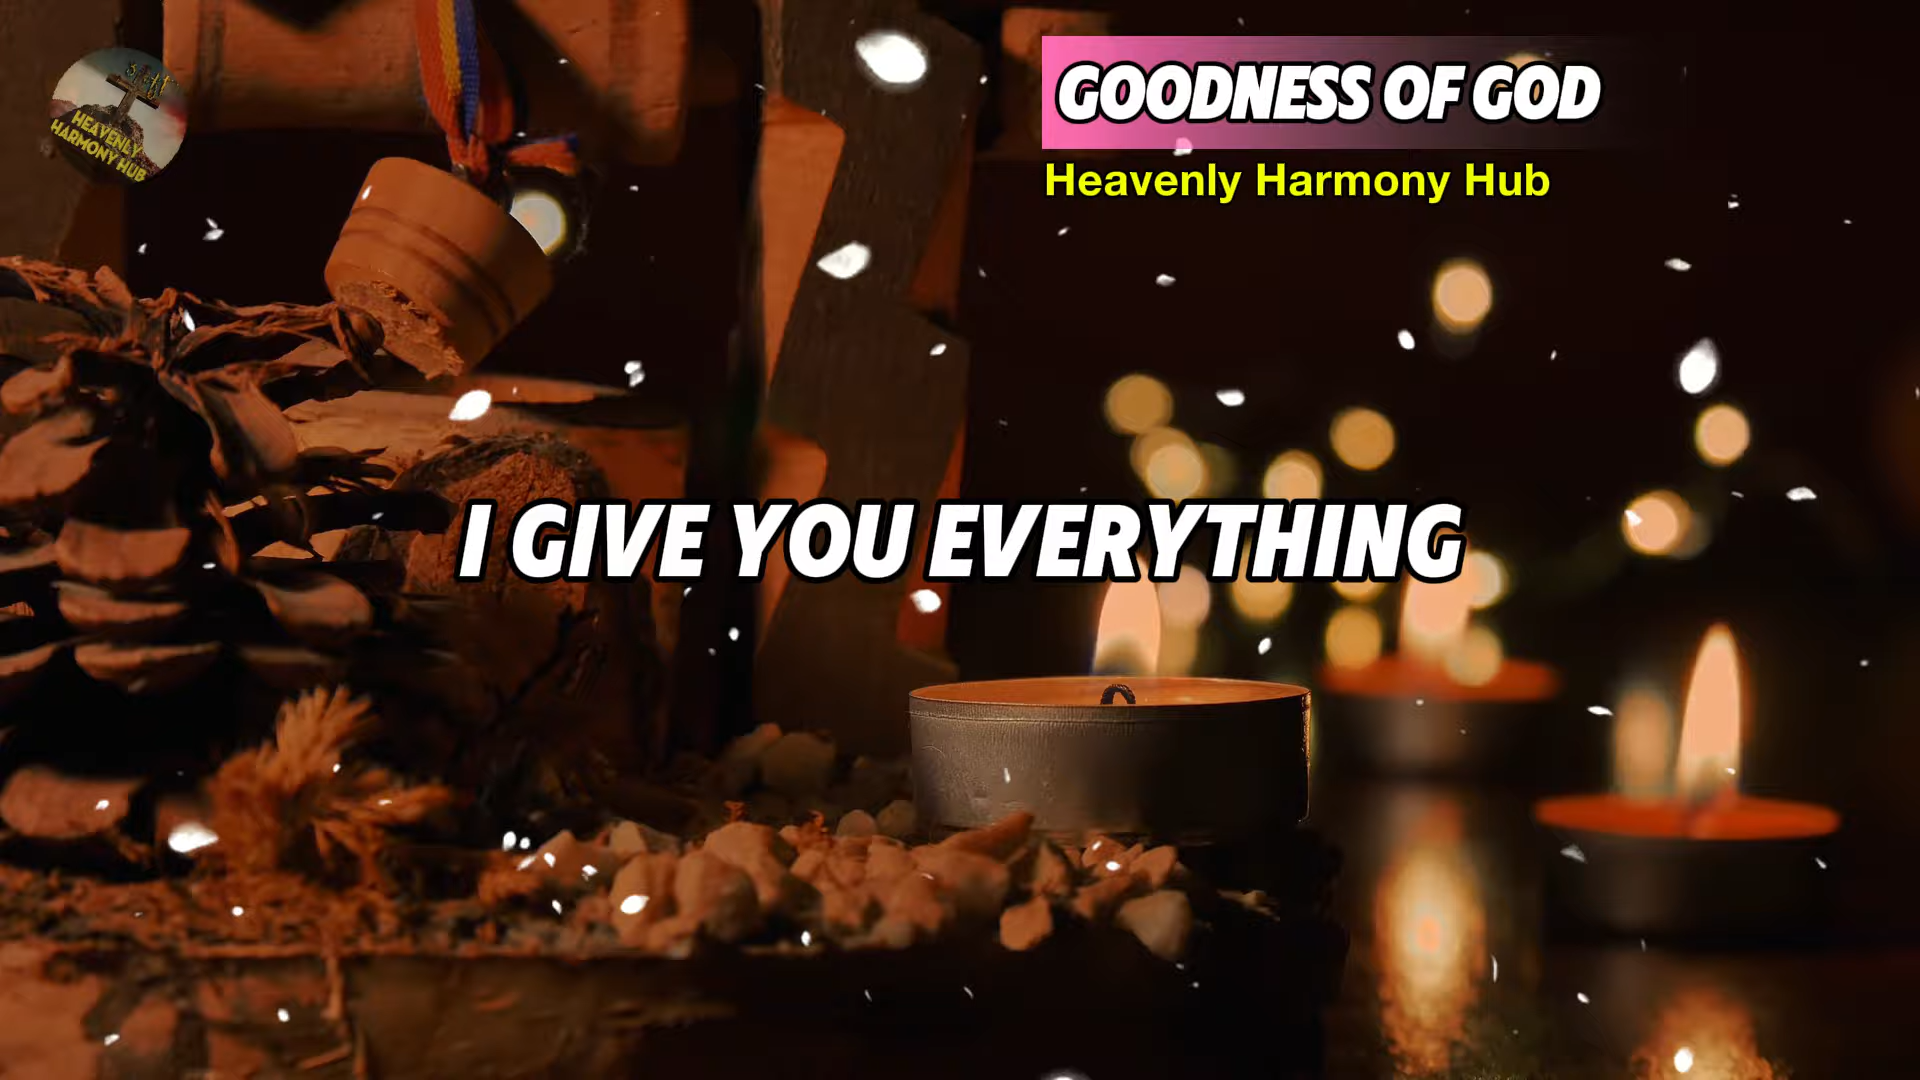 HEAVENLY
HARMONY HUB
GOODNESS OF GOD
Heavenly Harmony Hub
I GIVE YOU EVERYTHING